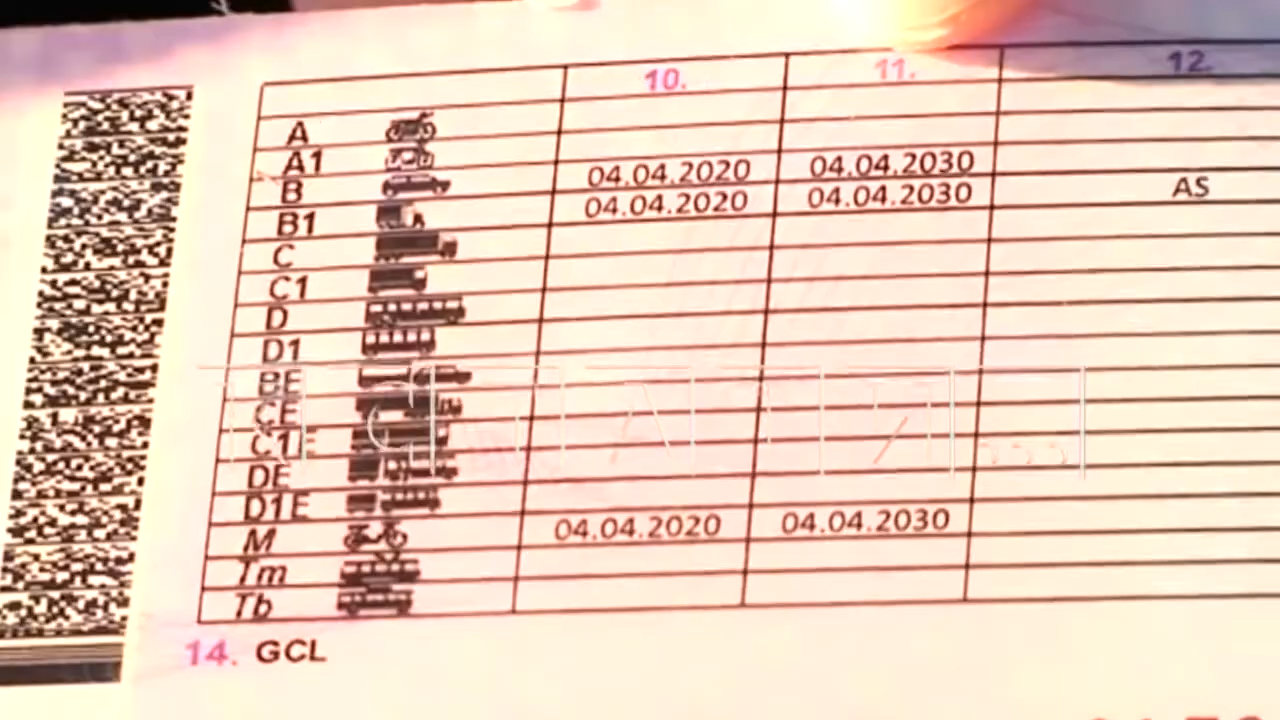 10. 11. 12.
A
A1
B 04.04.2020 04.04.2030
B1 04.04.2020 04.04.2030 AS
C
C1
D
D1
BE
CE
C1E
DE
D1E
M 04.04.2020 04.04.2030
Tm
Tb
14. GCL